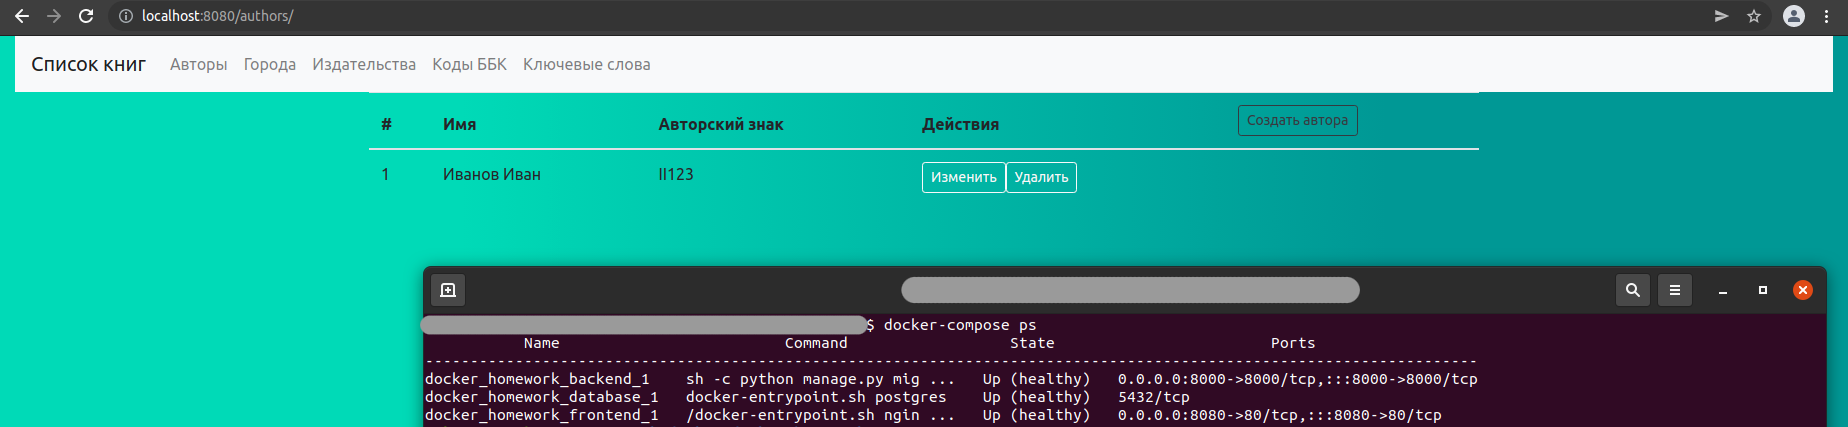 localhost:8080/authors/
Список книг Авторы Города Издательства Коды ББК Ключевые слова
# Имя Авторский знак Действия Создать автора
1 Иванов Иван II123 Изменить Удалить
$ docker-compose ps
Name Command State Ports
--------------------------------------------------------------------------------------------------------------------------
docker_homework_backend_1 sh -c python manage.py mig ... Up (healthy) 0.0.0.0:8000->8000/tcp,:::8000->8000/tcp
docker_homework_database_1 docker-entrypoint.sh postgres Up (healthy) 5432/tcp
docker_homework_frontend_1 /docker-entrypoint.sh ngin ... Up (healthy) 0.0.0.0:8080->80/tcp,:::8080->80/tcp